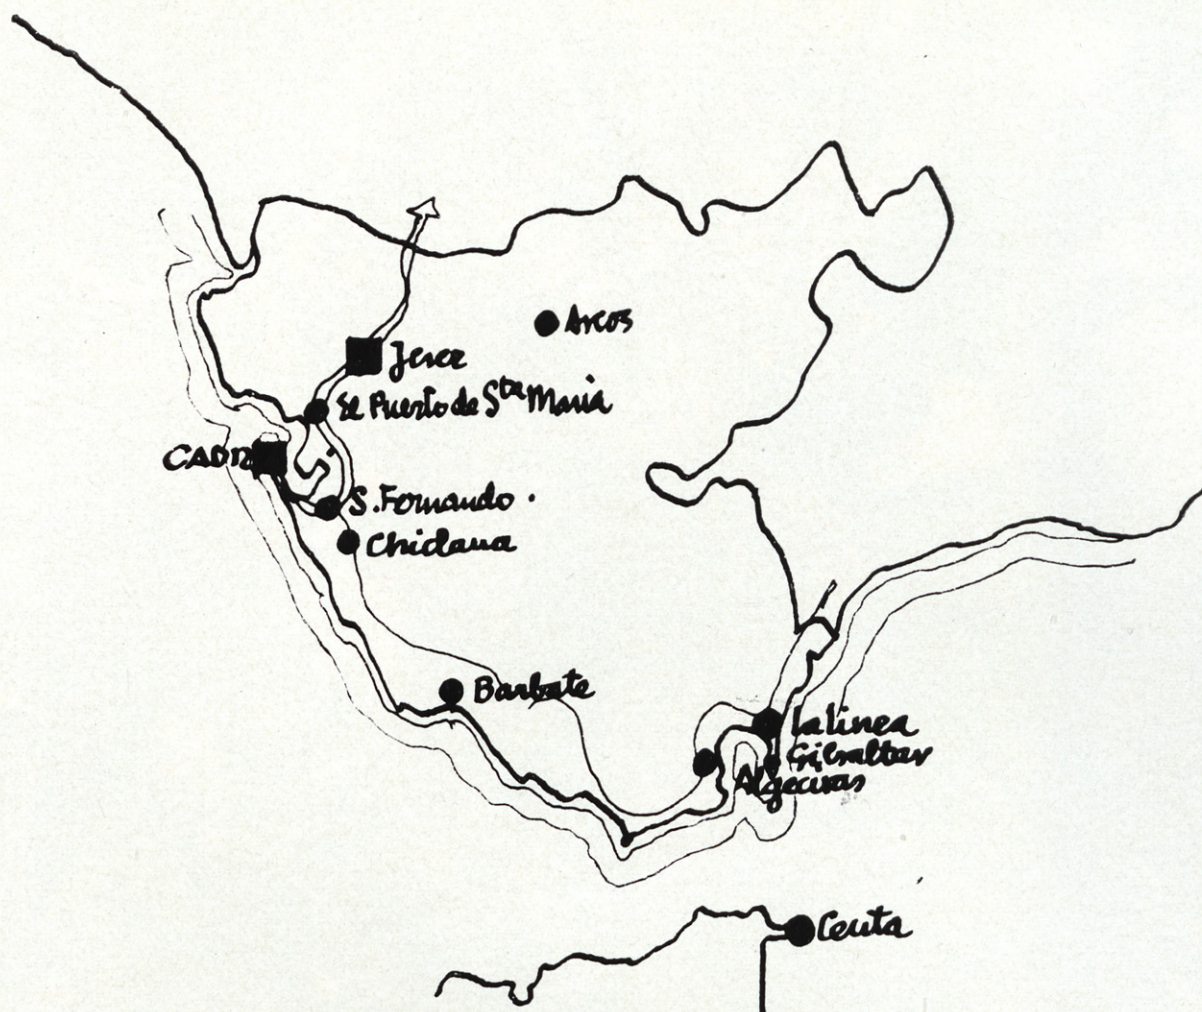 Arcos
Jerez
El Puerto de Sta Maria
CADIZ
S. Fernando
Chiclana
Barbate
La Linea
Gibraltar
Algeciras
Ceuta